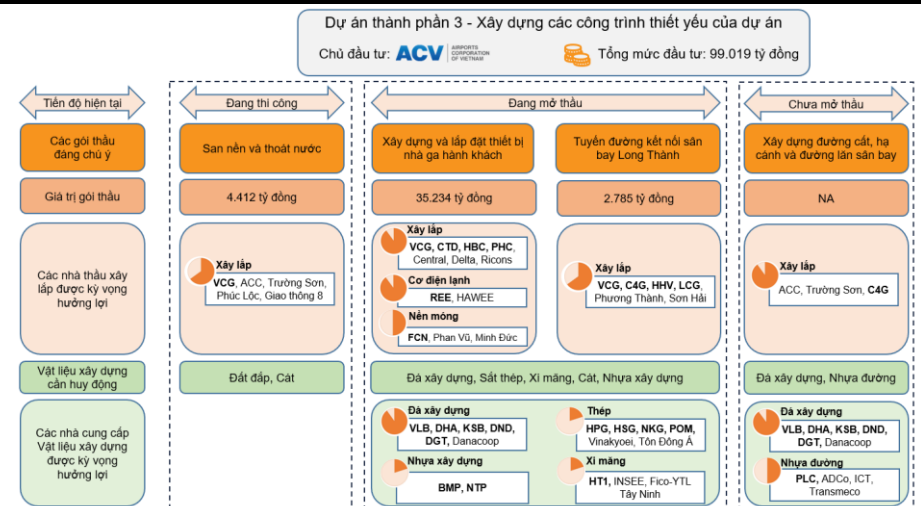 Dự án thành phần 3 - Xây dựng các công trình thiết yếu của dự án
Chủ đầu tư: ACV AIRPORTS CORPORATION OF VIETNAM
Tổng mức đầu tư: 99.019 tỷ đồng
Tiến độ hiện tại
Đang thi công
Đang mở thầu
Chưa mở thầu
Các gói thầu
đáng chú ý
San nền và thoát nước
Xây dựng và lắp đặt thiết bị
nhà ga hành khách
Tuyến đường kết nối sân
bay Long Thành
Xây dựng đường cất, hạ
cánh và đường lăn sân bay
Giá trị gói thầu
4.412 tỷ đồng
35.234 tỷ đồng
2.785 tỷ đồng
NA
Các nhà thầu xây
lắp được kỳ vọng
hưởng lợi
Xây lắp
VCG, ACC, Trường Sơn,
Phúc Lộc, Giao thông 8
Xây lắp
VCG, CTD, HBC, PHC,
Central, Delta, Ricons
Cơ điện lạnh
REE, HAWEE
Nền móng
FCN, Phan Vũ, Minh Đức
Xây lắp
VCG, C4G, HHV, LCG,
Phương Thành, Sơn Hải
Xây lắp
ACC, Trường Sơn, C4G
Vật liệu xây dựng
cần huy động
Đất đắp, Cát
Đá xây dựng, Sắt thép, Xi măng, Cát, Nhựa xây dựng
Đá xây dựng, Nhựa đường
Các nhà cung cấp
Vật liệu xây dựng
được kỳ vọng
hưởng lợi
Đá xây dựng
VLB, DHA, KSB, DND,
DGT, Danacoop
Nhựa xây dựng
BMP, NTP
Thép
HPG, HSG, NKG, POM,
Vinakyoei, Tôn Đông Á
Xi măng
HT1, INSEE, Fico-YTL
Tây Ninh
Đá xây dựng
VLB, DHA, KSB, DND,
DGT, Danacoop
Nhựa đường
PLC, ADCo, ICT,
Transmeco